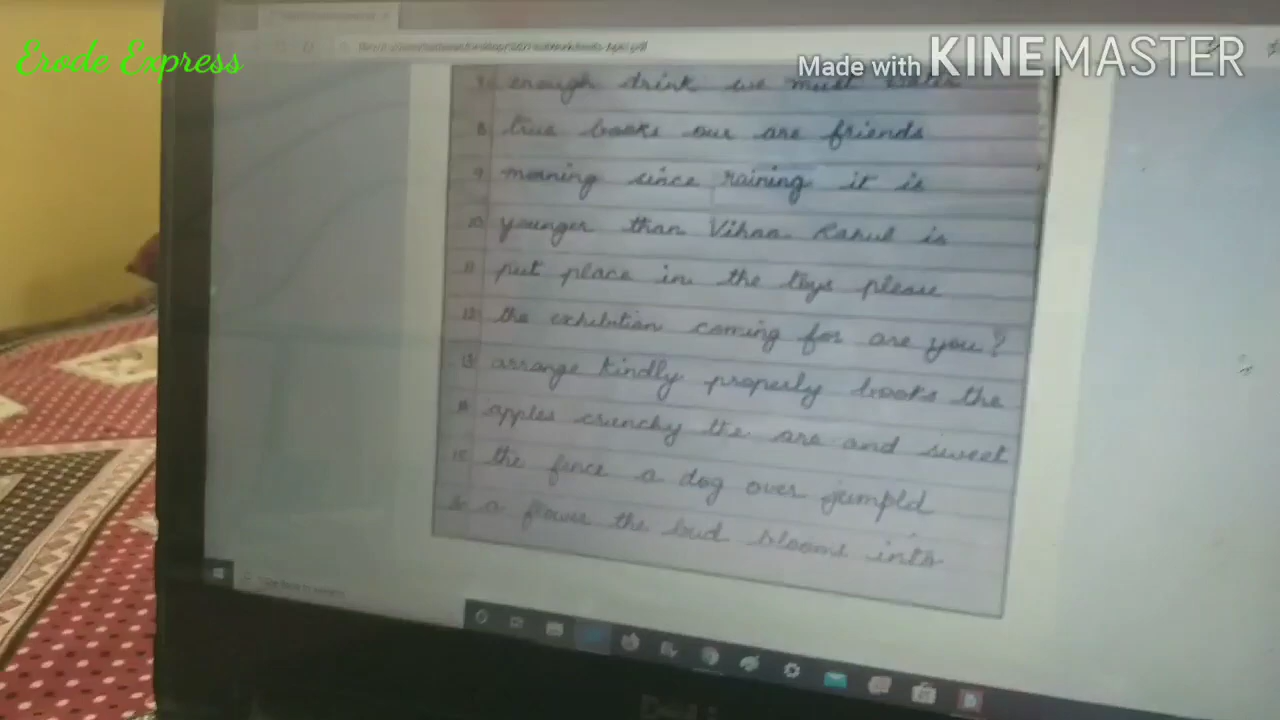 Erode Express
Made with KINEMASTER
enough drink we must water
8 true books our are friends
9 morning since raining it is
10 younger than Vihaa Rahul is
11 put place in the toys please
12 the exhibition coming for are you?
13 arrange kindly properly books the
apples crunchy the are and sweet
the fence a dog over jumpld
a flower the bud blooms into